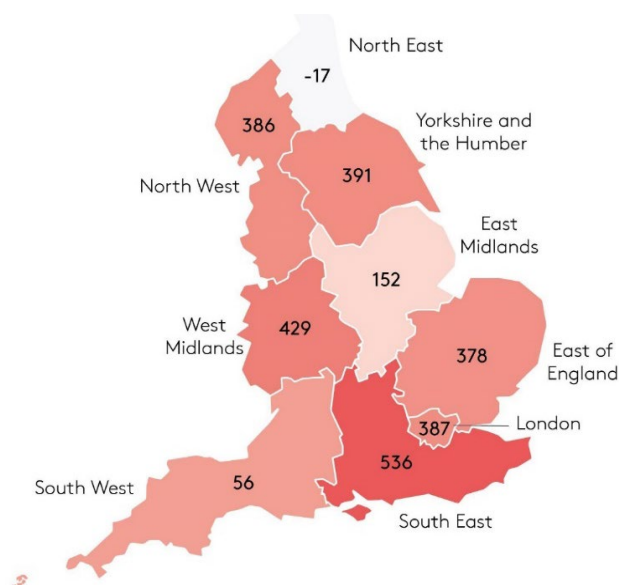 North East
-17
386
Yorkshire and
the Humber
391
North West
East
Midlands
152
West
Midlands
429
378
East of
England
387
London
536
South West
56
South East